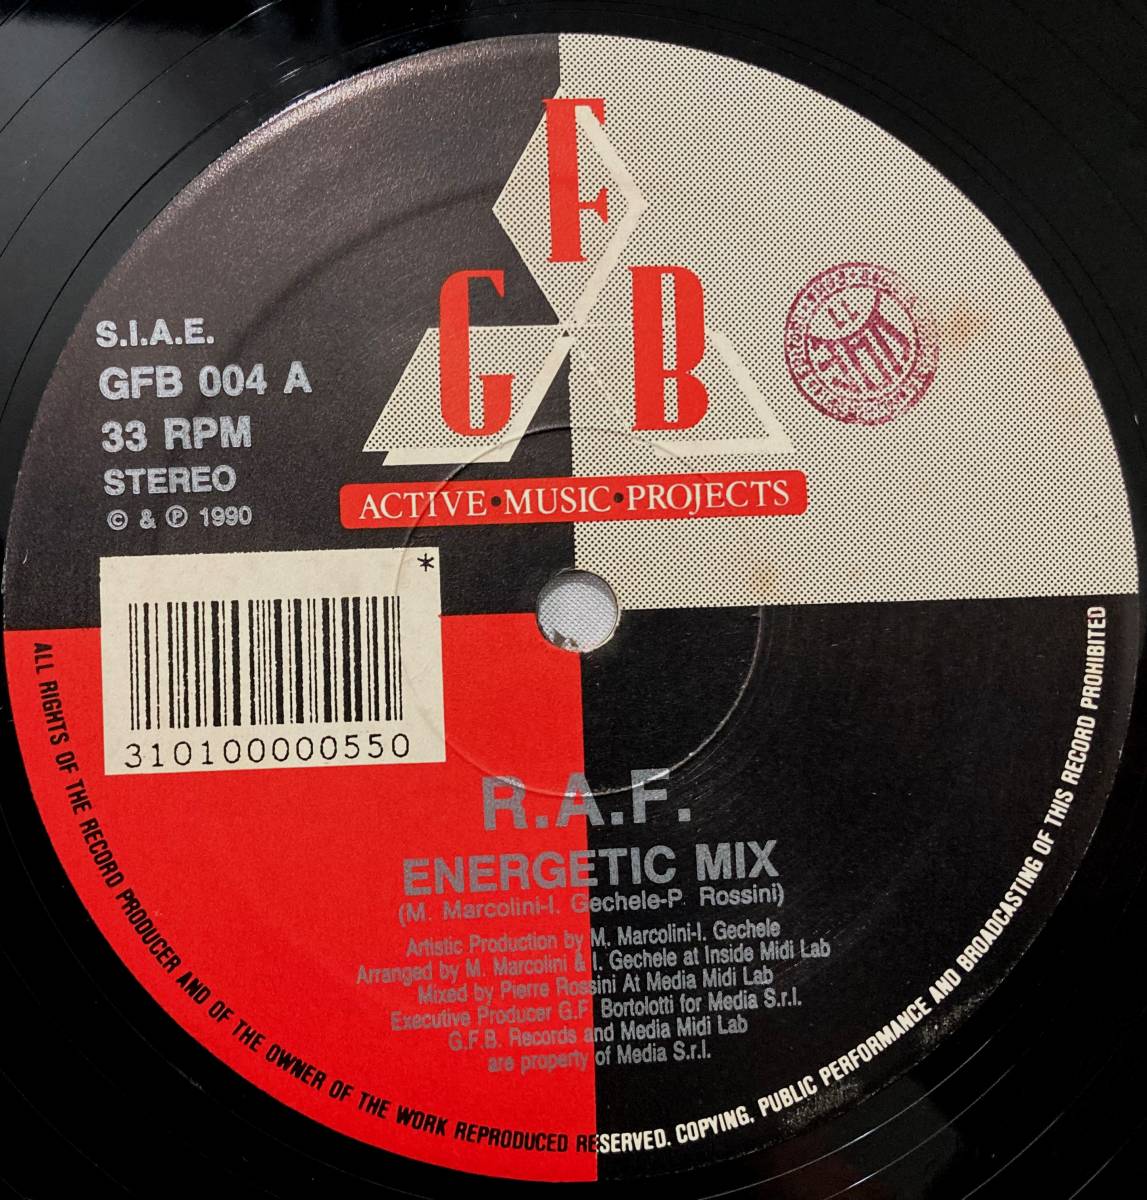 F
G B
ACTIVE•MUSIC•PROJECTS
S.I.A.E.
GFB 004 A
33 RPM
STEREO
© & ℗ 1990
*
310100000550
R.A.F.
ENERGETIC MIX
(M. Marcolini-I. Gechele-P. Rossini)
Artistic Production by M. Marcolini-I. Gechele
Arranged by M. Marcolini & I. Gechele at Inside Midi Lab
Mixed by Pierre Rossini At Media Midi Lab
Executive Producer G.F. Bortolotti for Media S.r.l.
G.F.B. Records and Media Midi Lab
are property of Media S.r.l.
ALL RIGHTS OF THE RECORD PRODUCER AND OF THE OWNER OF THE WORK REPRODUCED RESERVED. COPYING, PUBLIC PERFORMANCE AND BROADCASTING OF THIS RECORD PROHIBITED